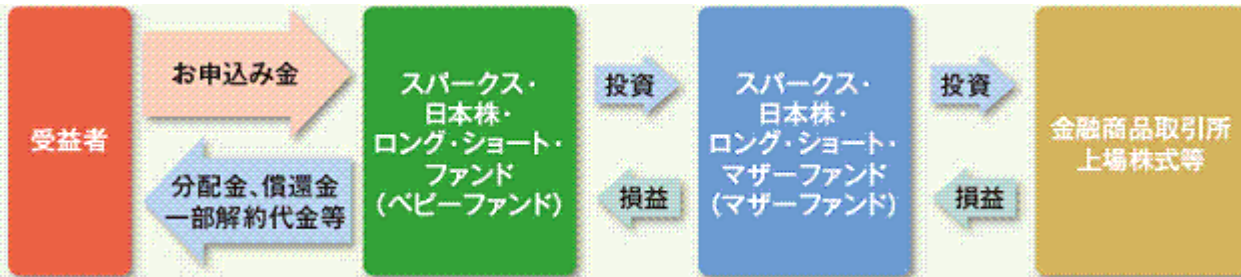 受益者
お申込み金
分配金、償還金
一部解約代金等
スパークス・
日本株・
ロング・ショート・
ファンド
(ベビーファンド)
投資
損益
スパークス・
日本株・
ロング・ショート・
マザーファンド
(マザーファンド)
投資
損益
金融商品取引所
上場株式等